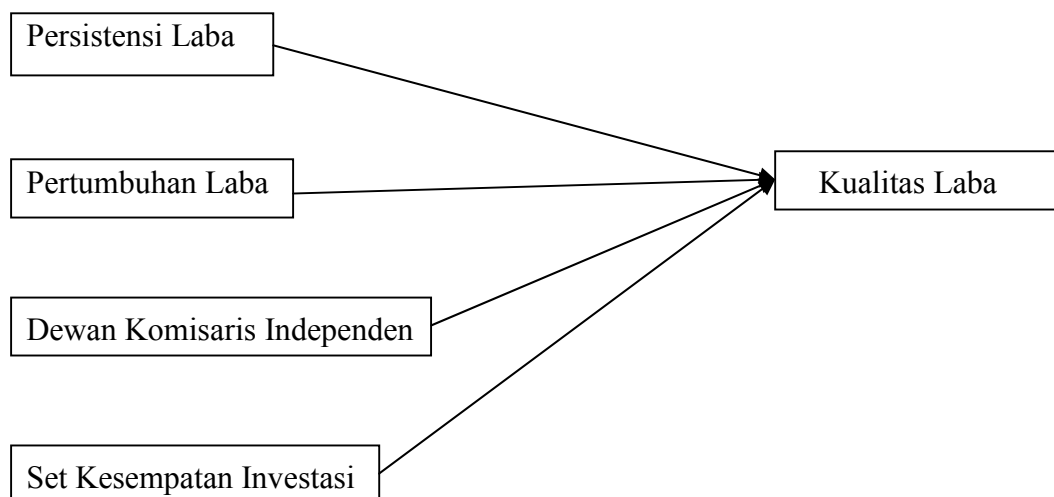 Persistensi Laba
Pertumbuhan Laba
Kualitas Laba
Dewan Komisaris Independen
Set Kesempatan Investasi